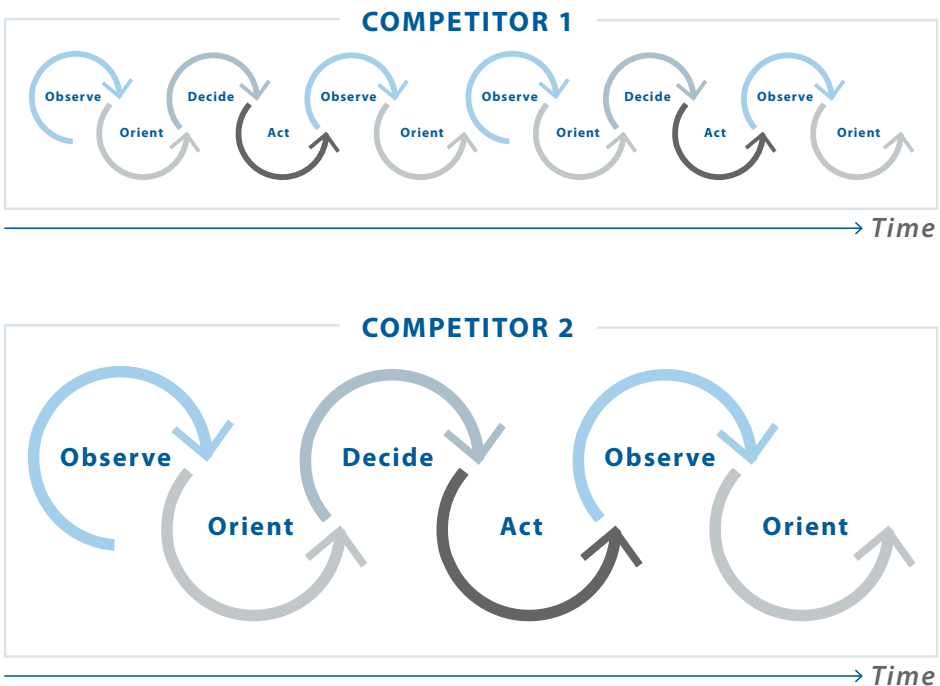 COMPETITOR 1
Observe Decide Observe Observe Decide Observe
Orient Act Orient Orient Act Orient
Time
COMPETITOR 2
Observe Decide Observe
Orient Act Orient
Time